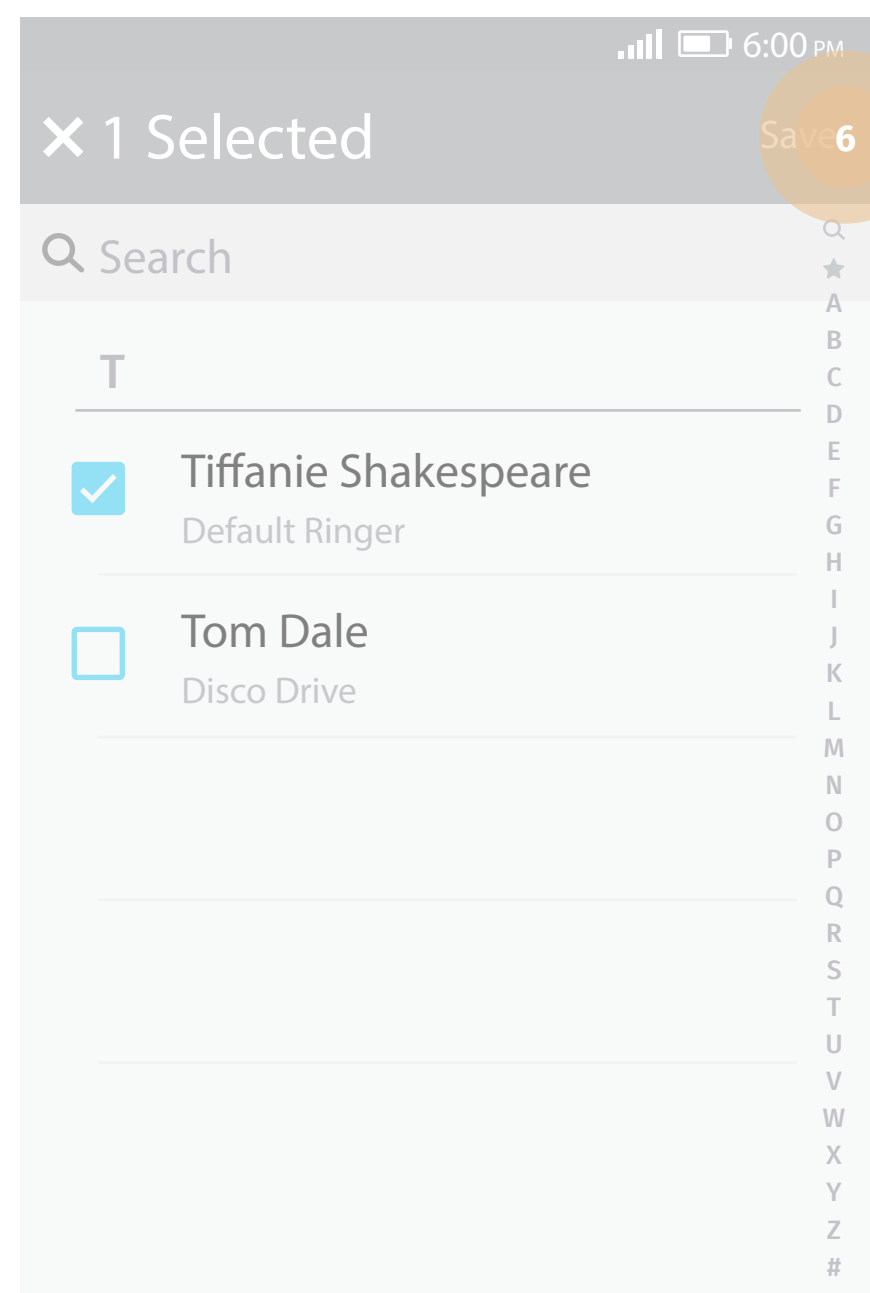 6:00 PM
1 Selected
Save
6
Search
T
Tiffanie Shakespeare
Default Ringer
Tom Dale
Disco Drive
A
B
C
D
E
F
G
H
I
J
K
L
M
N
O
P
Q
R
S
T
U
V
W
X
Y
Z
#